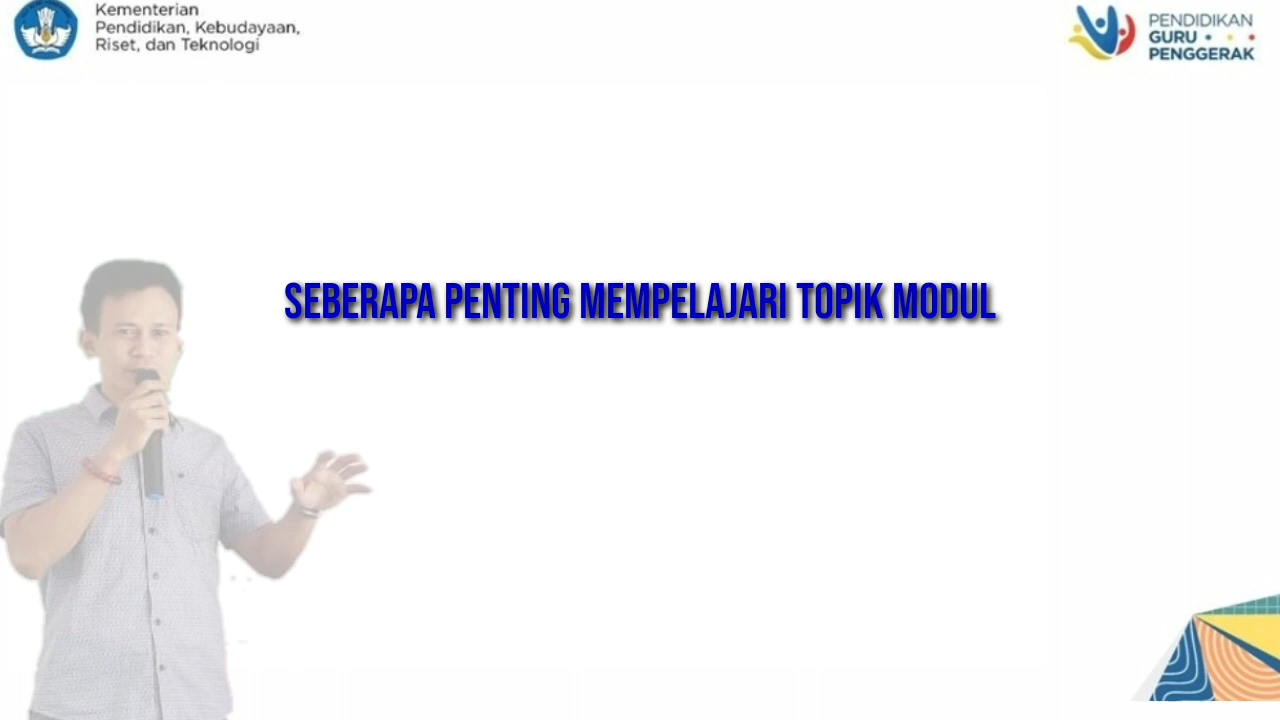 Kementerian
Pendidikan, Kebudayaan,
Riset, dan Teknologi
PENDIDIKAN
GURU
PENGGERAK
SEBERAPA PENTING MEMPELAJARI TOPIK MODUL